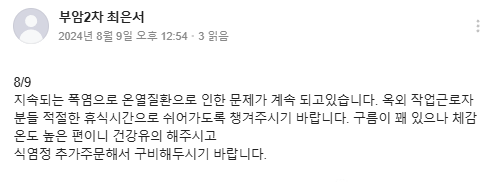 부암2차 최은서
2024년 8월 9일 오후 12:54 · 3 읽음
8/9
지속되는 폭염으로 온열질환으로 인한 문제가 계속 되고있습니다. 옥외 작업근로자
분들 적절한 휴식시간으로 쉬어가도록 챙겨주시기 바랍니다. 구름이 꽤 있으나 체감
온도 높은 편이니 건강유의 해주시고
식염정 추가주문해서 구비해두시기 바랍니다.